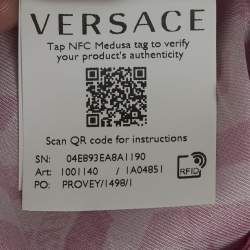 VERSACE
Tap NFC Medusa tag to verify
your product's authenticity
Scan QR code for instructions
SN: 04EB93EA8A1190
Art: 1001140 / 1A04851
PO: PROVEY/1498/1
RFID